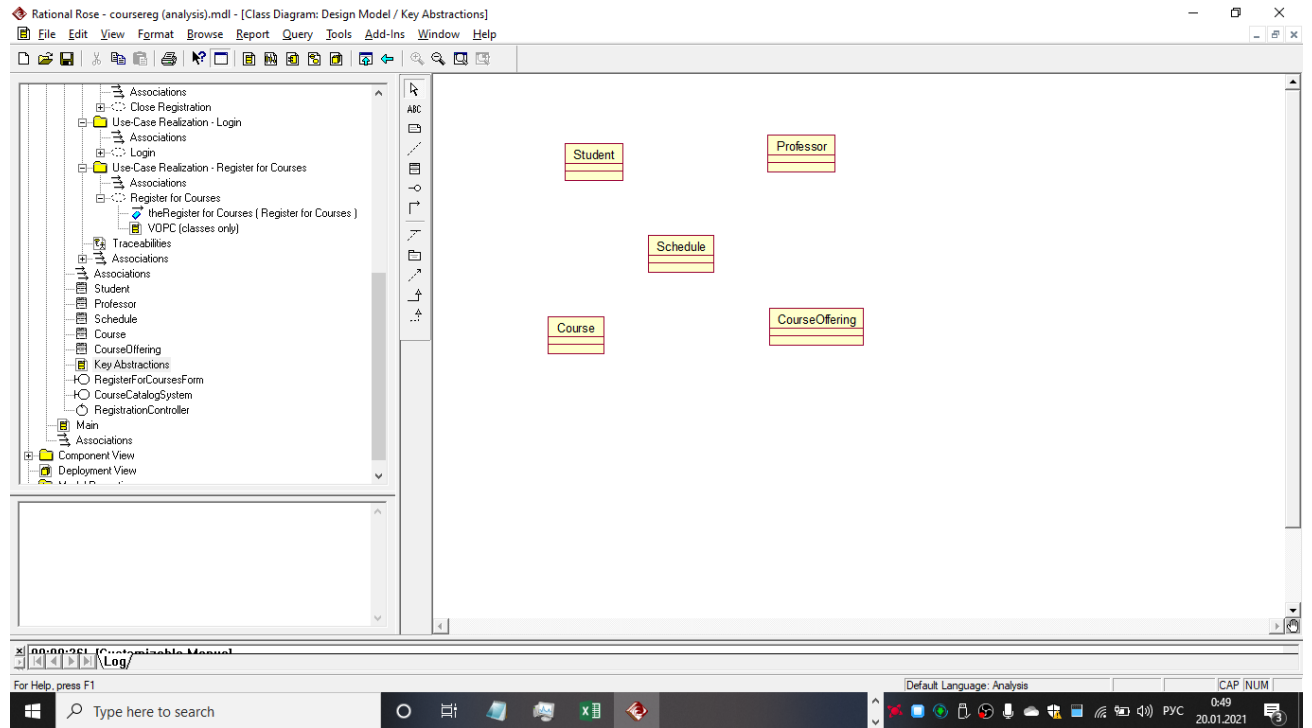 Rational Rose - coursereg (analysis).mdl - [Class Diagram: Design Model / Key Abstractions]
File Edit View Format Browse Report Query Tools Add-Ins Window Help
Associations
Close Registration
Use-Case Realization - Login
Associations
Login
Use-Case Realization - Register for Courses
Associations
Register for Courses
theRegister for Courses ( Register for Courses )
VOPC (classes only)
Traceabilities
Associations
Associations
Student
Professor
Schedule
Course
CourseOffering
Key Abstractions
RegisterForCoursesForm
CourseCatalogSystem
RegistrationController
Main
Associations
Component View
Deployment View
ABC
Student
Professor
Schedule
Course
CourseOffering
Log
For Help, press F1
Default Language: Analysis
CAP NUM
Type here to search
РУС
0:49
20.01.2021
3